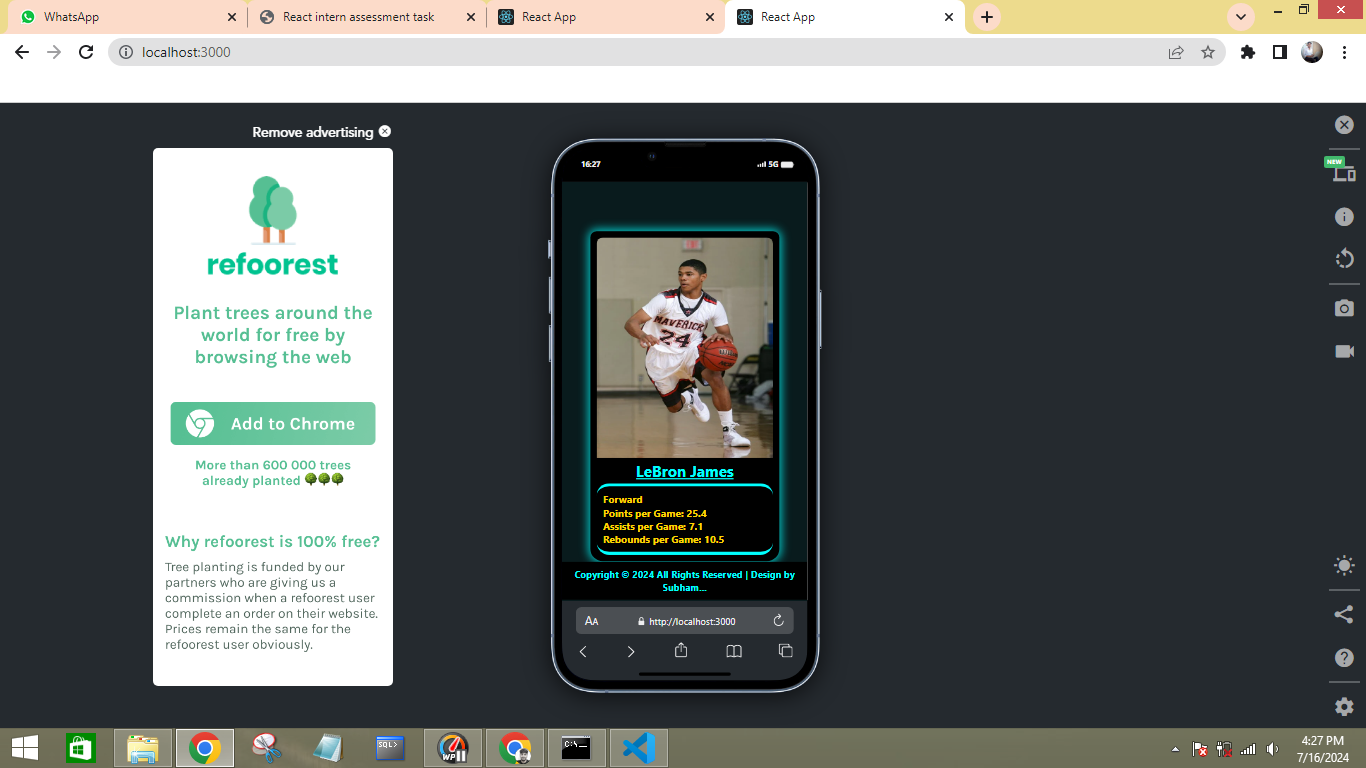 WhatsApp
React intern assessment task
React App
React App
localhost:3000
Remove advertising
refoorest
Plant trees around the
world for free by
browsing the web
Add to Chrome
More than 600 000 trees
already planted 🌳🌳🌳
Why refoorest is 100% free?
Tree planting is funded by our
partners who are giving us a
commission when a refoorest user
complete an order on their website.
Prices remain the same for the
refoorest user obviously.
16:27
5G
MAVERICK
24
LeBron James
Forward
Points per Game: 25.4
Assists per Game: 7.1
Rebounds per Game: 10.5
Copyright © 2024 All Rights Reserved | Design by
Subham...
AA
http://localhost:3000
NEW
SQL>
WP
C:\
4:27 PM
7/16/2024